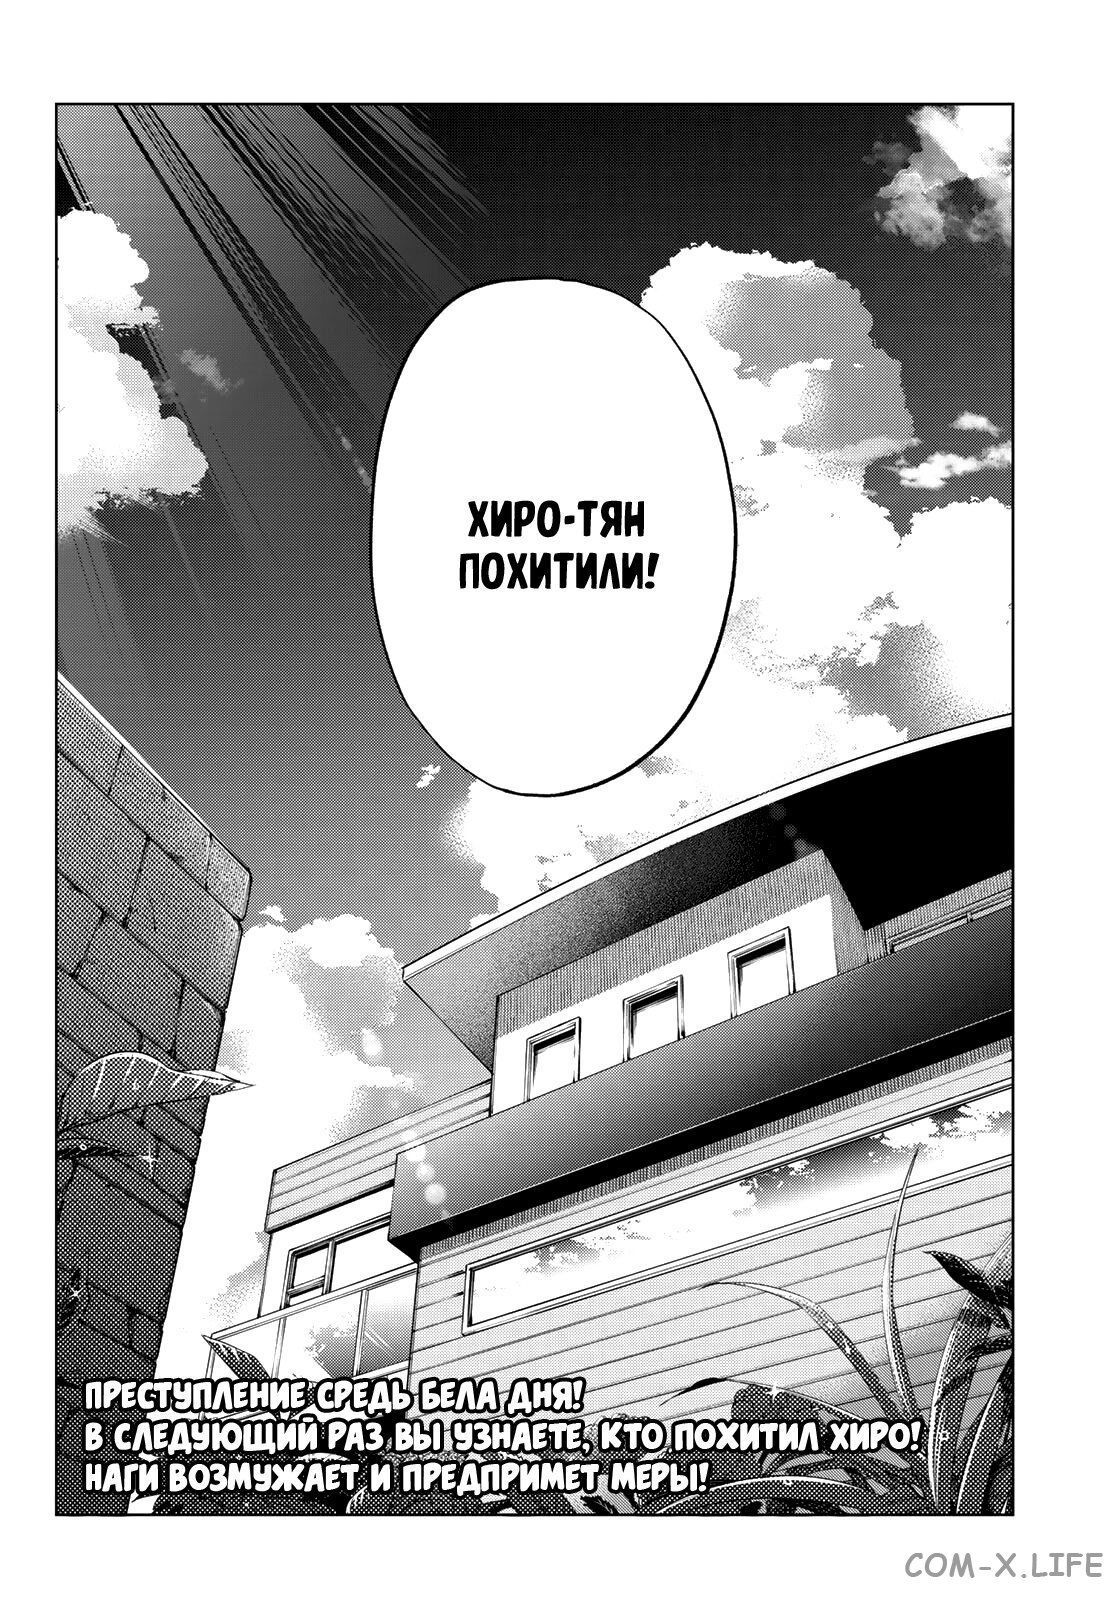 ХИРО-ТЯН
ПОХИТИЛИ!
ПРЕСТУПЛЕНИЕ СРЕДЬ БЕЛА ДНЯ!
В СЛЕДУЮЩИЙ РАЗ ВЫ УЗНАЕТЕ, КТО ПОХИТИЛ ХИРО!
НАГИ ВОЗМУЖАЕТ И ПРЕДПРИМЕТ МЕРЫ!
COM-X.LIFE